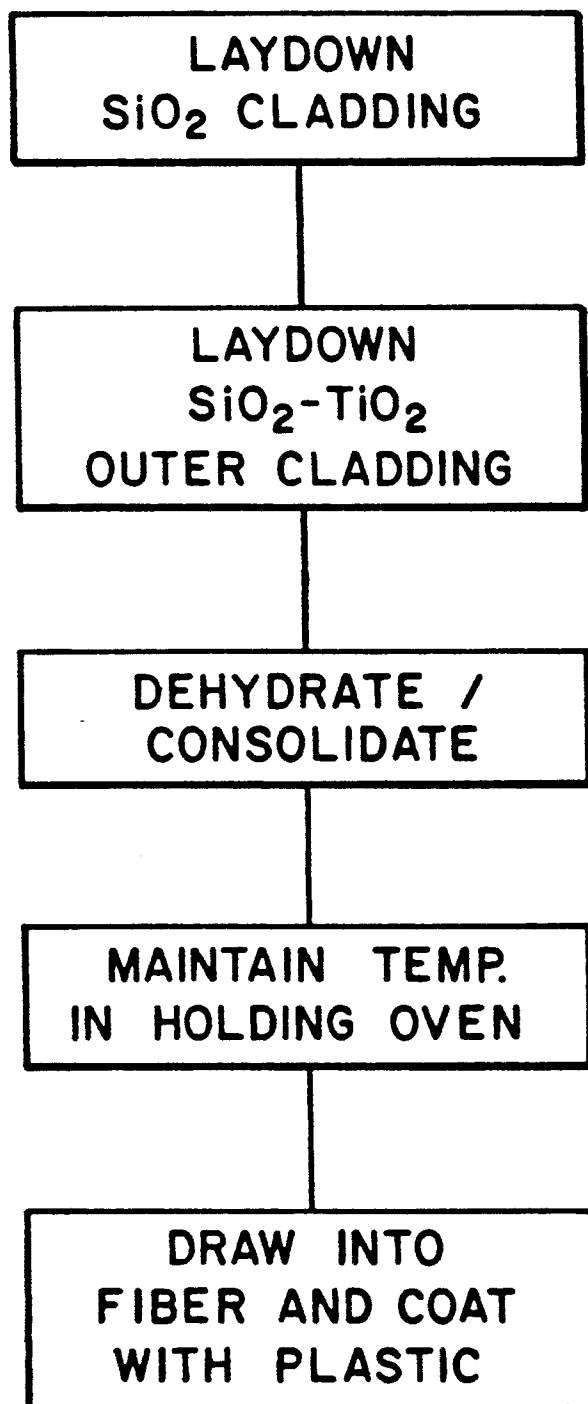 LAYDOWN
SiO₂ CLADDING
LAYDOWN
SiO₂-TiO₂
OUTER CLADDING
DEHYDRATE /
CONSOLIDATE
MAINTAIN TEMP.
IN HOLDING OVEN
DRAW INTO
FIBER AND COAT
WITH PLASTIC